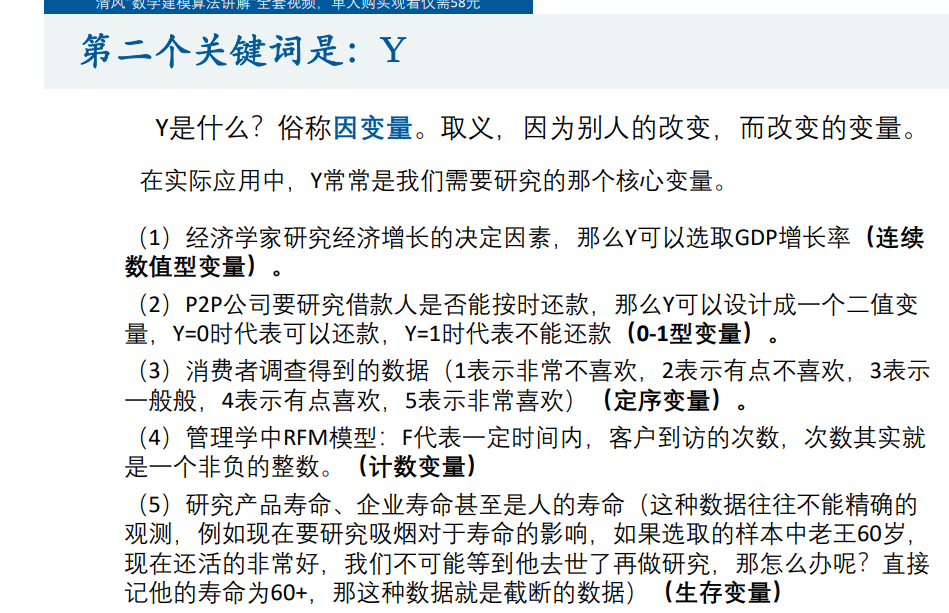 清风“数学建模算法讲解”全套视频，单人购买观看仅需58元
第二个关键词是：Y
Y是什么？俗称因变量。取义，因为别人的改变，而改变的变量。
在实际应用中，Y常常是我们需要研究的那个核心变量。
（1）经济学家研究经济增长的决定因素，那么Y可以选取GDP增长率（连续
数值型变量）。
（2）P2P公司要研究借款人是否能按时还款，那么Y可以设计成一个二值变
量，Y=0时代表可以还款，Y=1时代表不能还款（0-1型变量）。
（3）消费者调查得到的数据（1表示非常不喜欢，2表示有点不喜欢，3表示
一般般，4表示有点喜欢，5表示非常喜欢）（定序变量）。
（4）管理学中RFM模型：F代表一定时间内，客户到访的次数，次数其实就
是一个非负的整数。（计数变量）
（5）研究产品寿命、企业寿命甚至是人的寿命（这种数据往往不能精确的
观测，例如现在要研究吸烟对于寿命的影响，如果选取的样本中老王60岁，
现在还活的非常好，我们不可能等到他去世了再做研究，那怎么办呢？直接
记他的寿命为60+，那这种数据就是截断的数据）（生存变量）